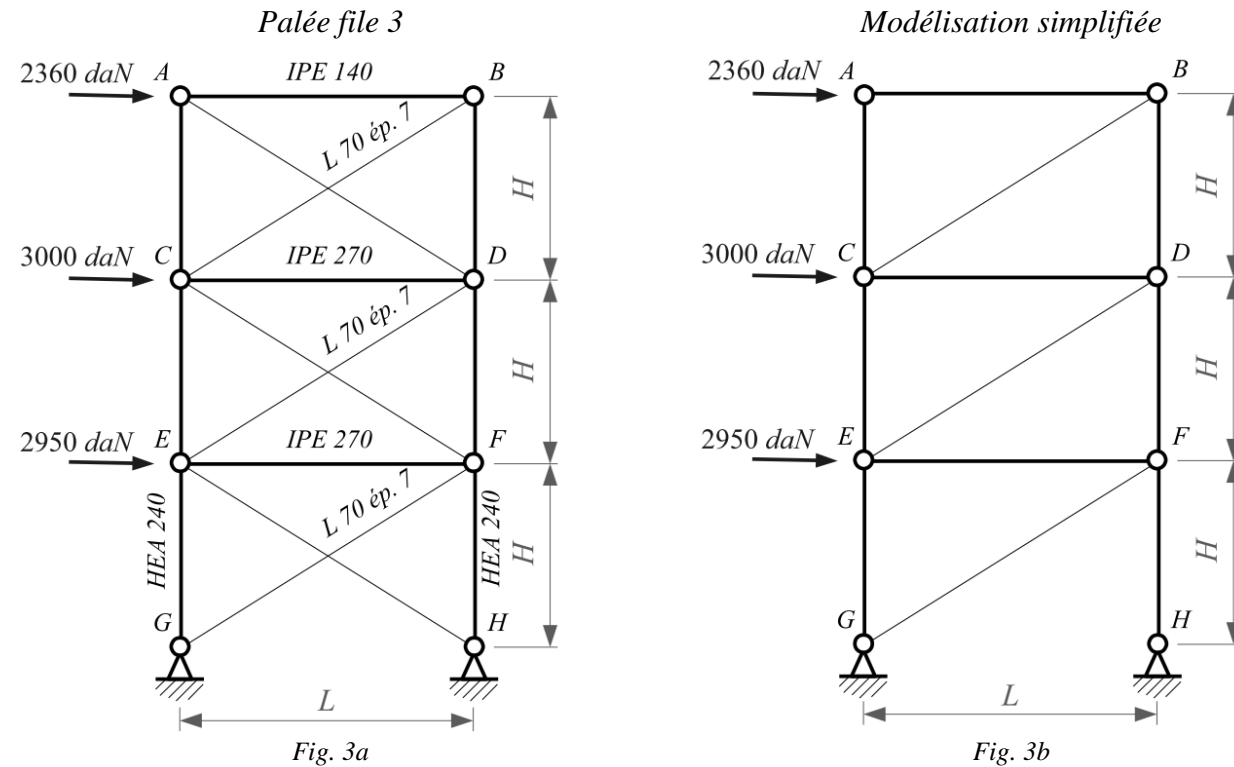 Palée file 3
2360 daN
A
IPE 140
B
L 70 ép. 7
H
3000 daN
C
IPE 270
D
L 70 ép. 7
H
2950 daN
E
IPE 270
F
HEA 240
L 70 ép. 7
HEA 240
H
G
H
L
Fig. 3a
Modélisation simplifiée
2360 daN
A
B
H
3000 daN
C
D
H
2950 daN
E
F
H
G
H
L
Fig. 3b